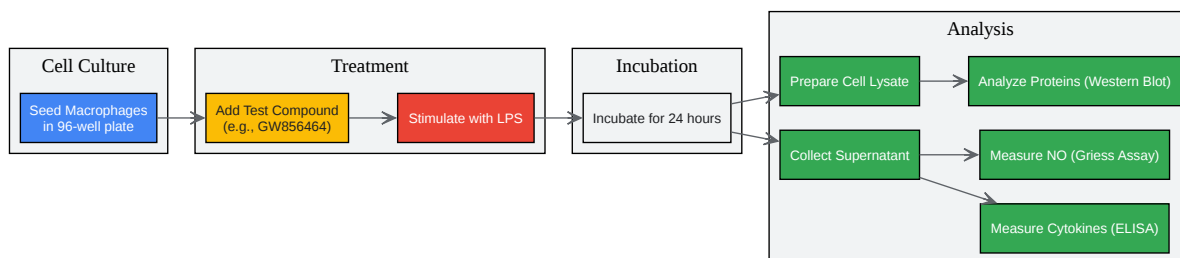 Cell Culture
Seed Macrophages
in 96-well plate
Treatment
Add Test Compound
(e.g., GW856464)
Stimulate with LPS
Incubation
Incubate for 24 hours
Analysis
Prepare Cell Lysate
Analyze Proteins (Western Blot)
Collect Supernatant
Measure NO (Griess Assay)
Measure Cytokines (ELISA)